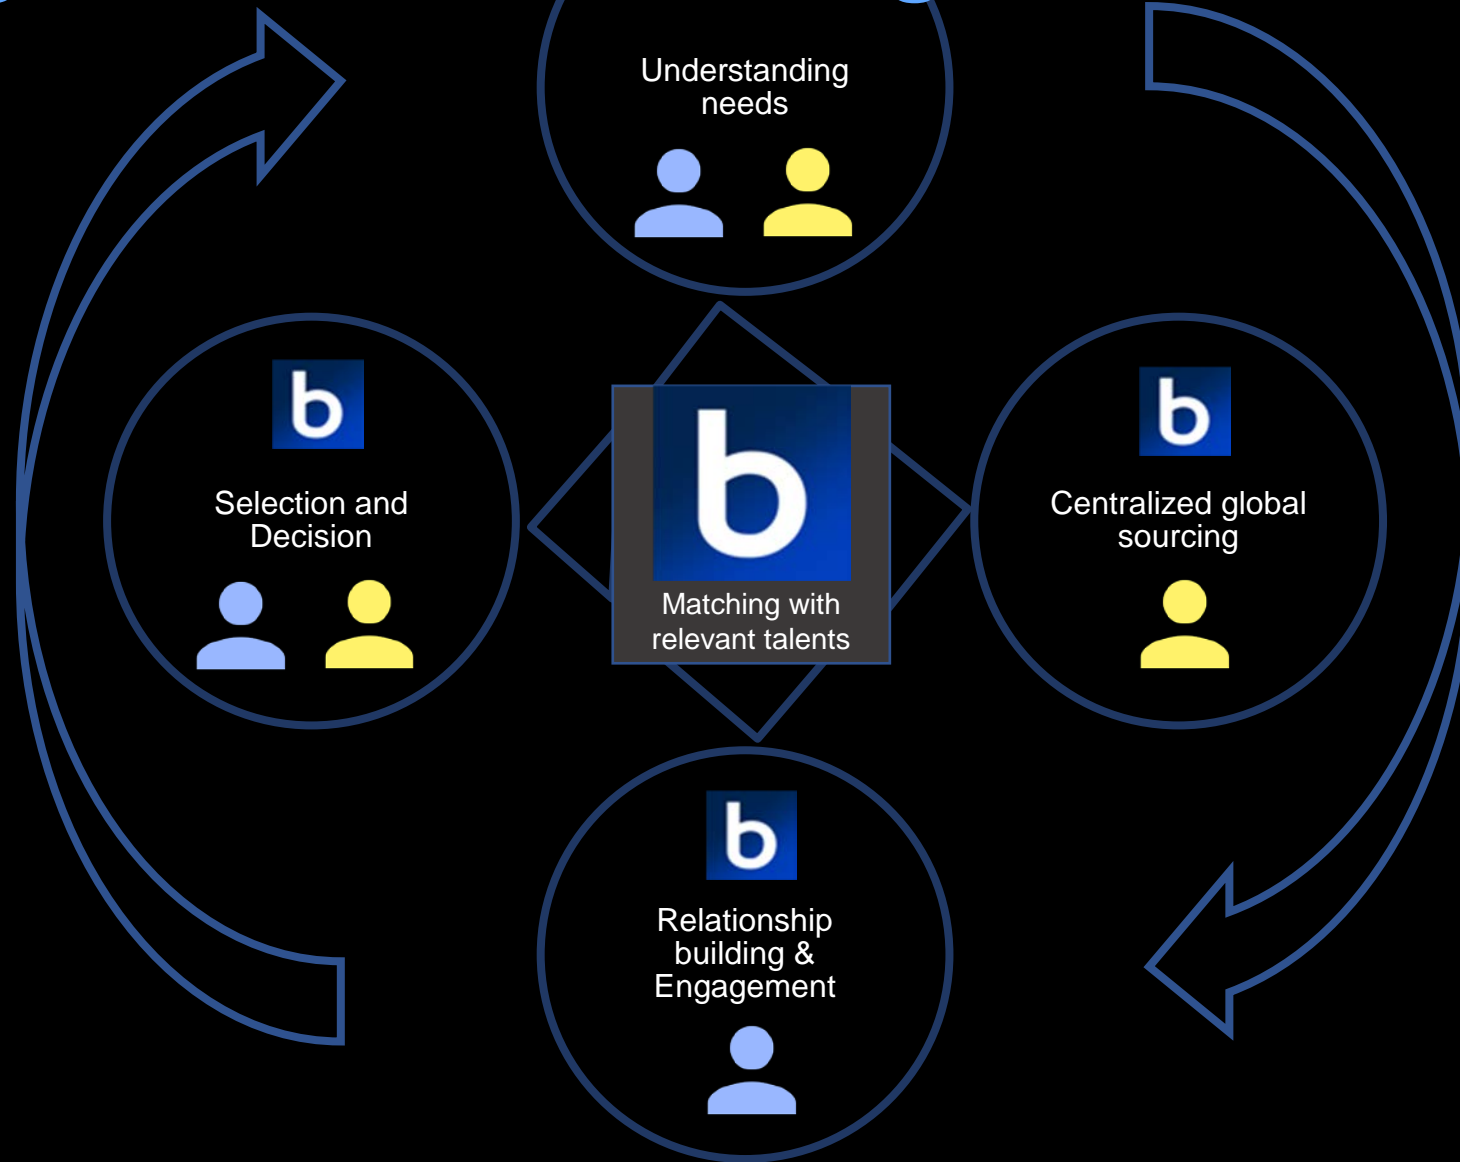 Understanding
needs
b
b
b
Selection and
Decision
Centralized global
sourcing
Matching with
relevant talents
b
Relationship
building &
Engagement